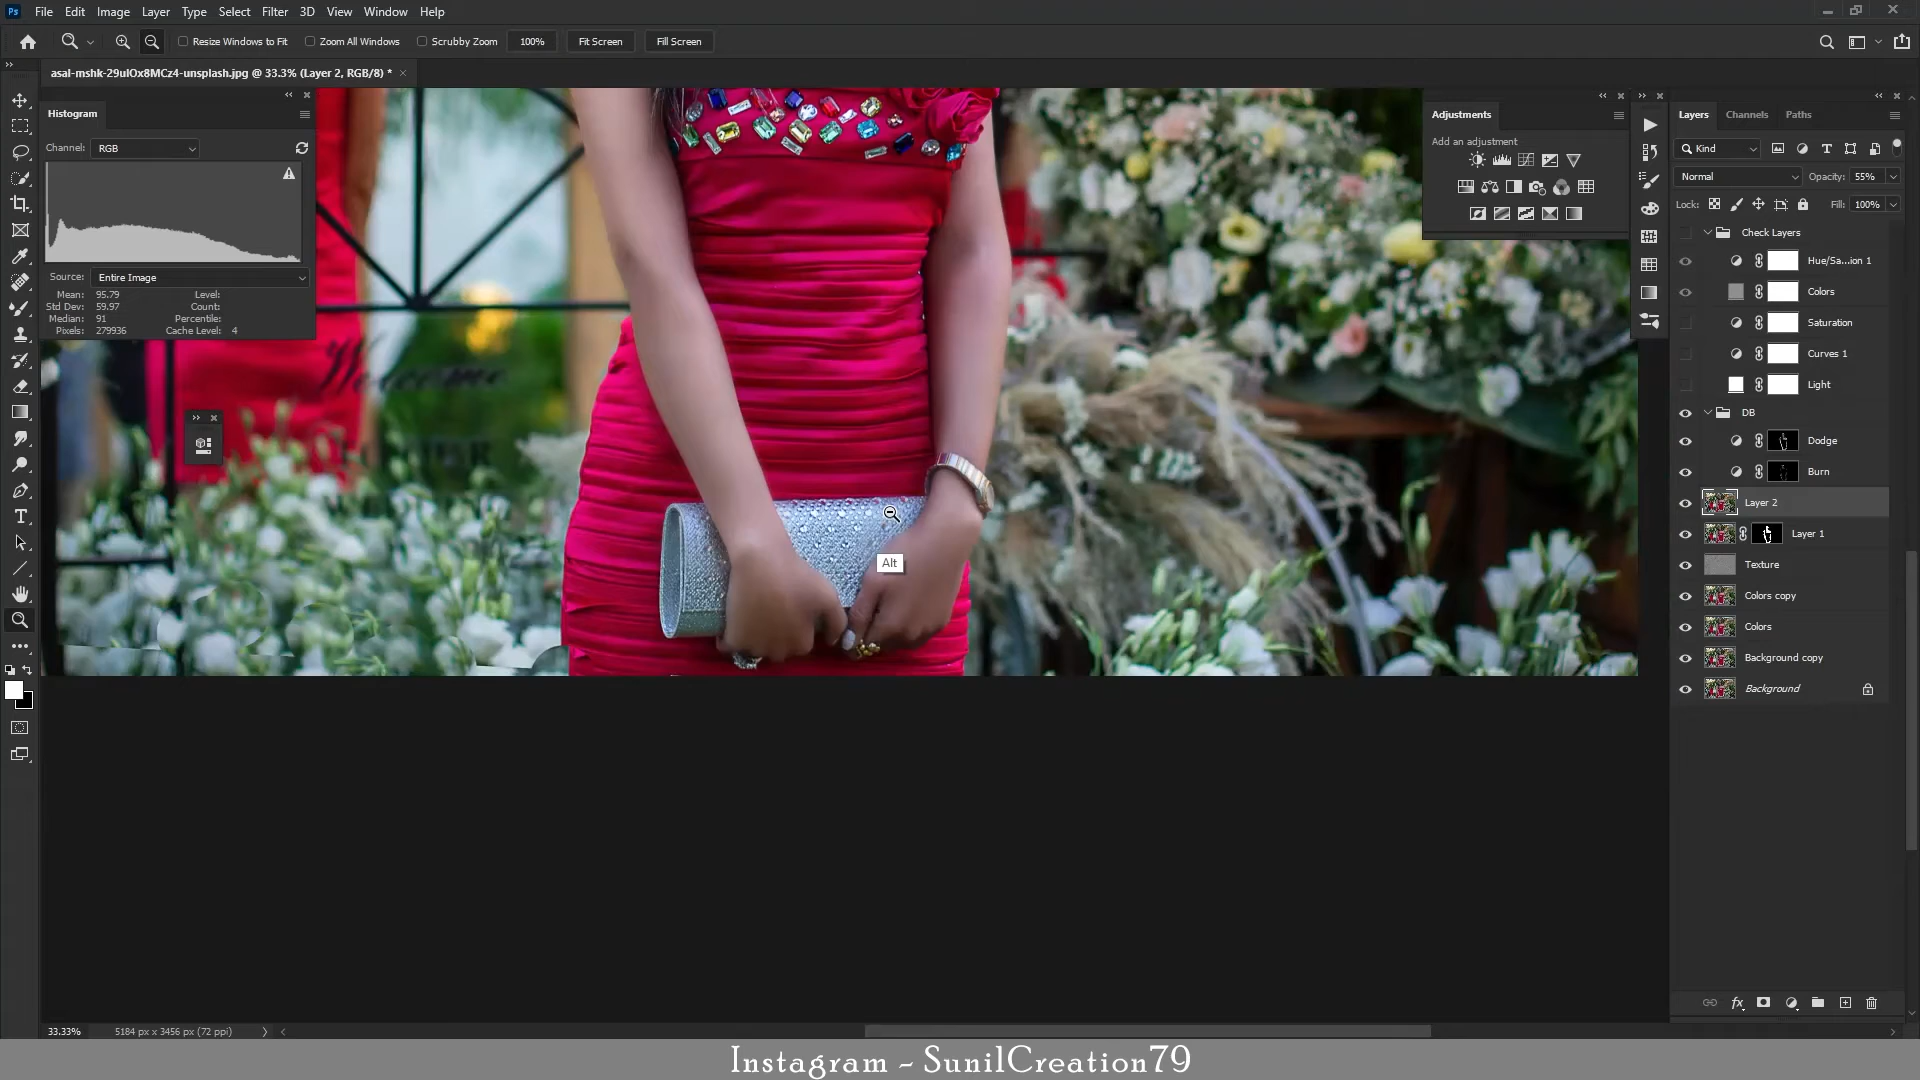 Ps File Edit Image Layer Type Select Filter 3D View Window Help
Resize Windows to Fit Zoom All Windows Scrubby Zoom 100% Fit Screen Fill Screen
asal-mshk-29ulOx8MCz4-unsplash.jpg @ 33.3% (Layer 2, RGB/8) *
Histogram
Channel: RGB
Source: Entire Image
Mean: 95.79 Level:
Std Dev: 59.97 Count:
Median: 91 Percentile:
Pixels: 279936 Cache Level: 4
Welcome
Alt
Adjustments
Add an adjustment
Layers Channels Paths
Kind
Normal Opacity: 55%
Lock: Fill: 100%
Check Layers
Hue/Sa...ion 1
Colors
Saturation
Curves 1
Light
DB
Dodge
Burn
Layer 2
Layer 1
Texture
Colors copy
Colors
Background copy
Background
fx
33.33% 5184 px x 3456 px (72 ppi)
Instagram - SunilCreation79